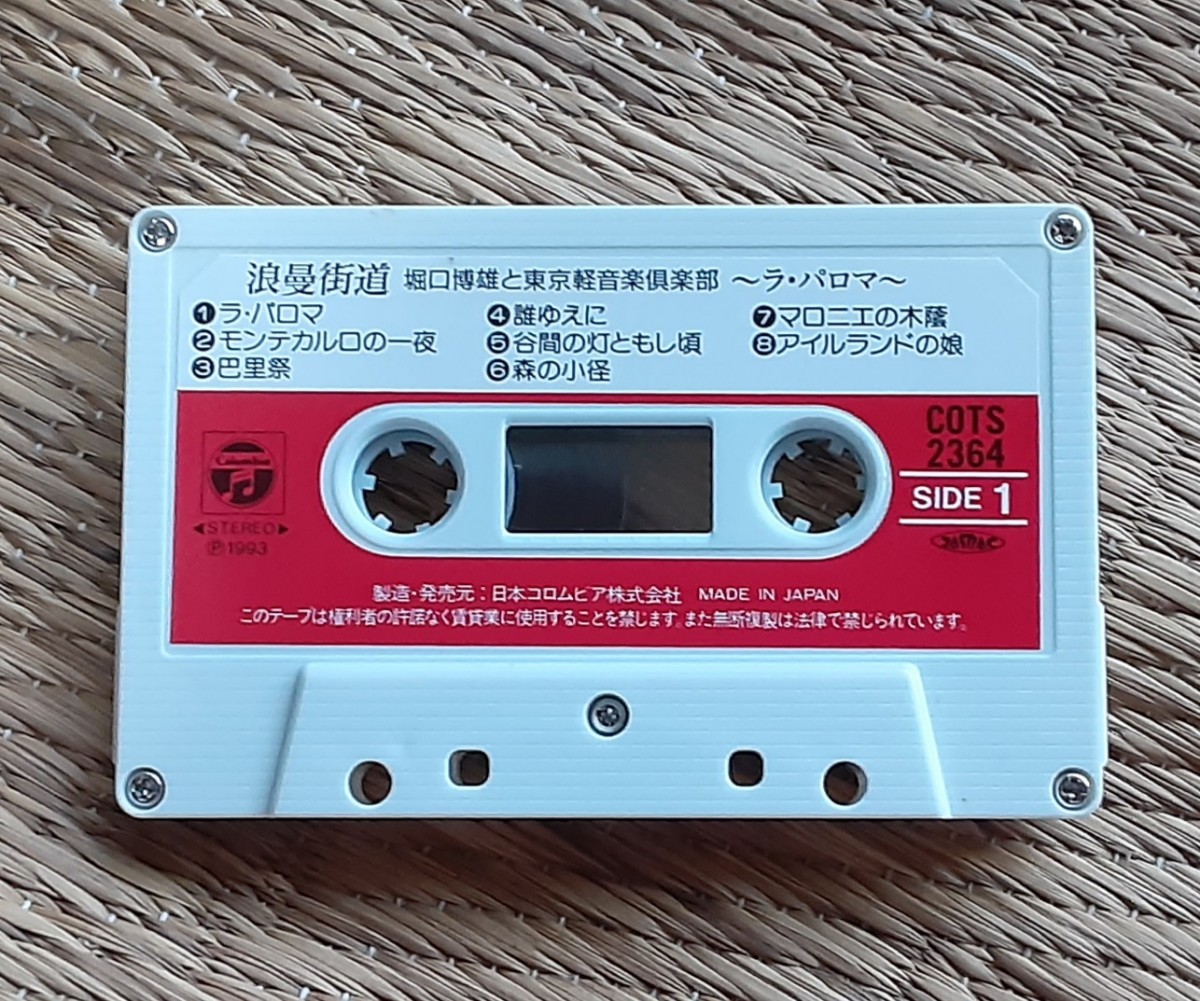 浪曼街道 堀口博雄と東京軽音楽倶楽部 〜ラ・パロマ〜
❶ラ・パロマ
❷モンテカルロの一夜
❸巴里祭
❹誰ゆえに
❺谷間の灯ともし頃
❻森の小径
❼マロニエの木蔭
❽アイルランドの娘
Columbia
◀STEREO▶
Ⓟ1993
COTS
2364
SIDE 1
製造・発売元：日本コロムビア株式会社 MADE IN JAPAN
このテープは権利者の許諾なく賃貸業に使用することを禁じます。また無断複製は法律で禁じられています。